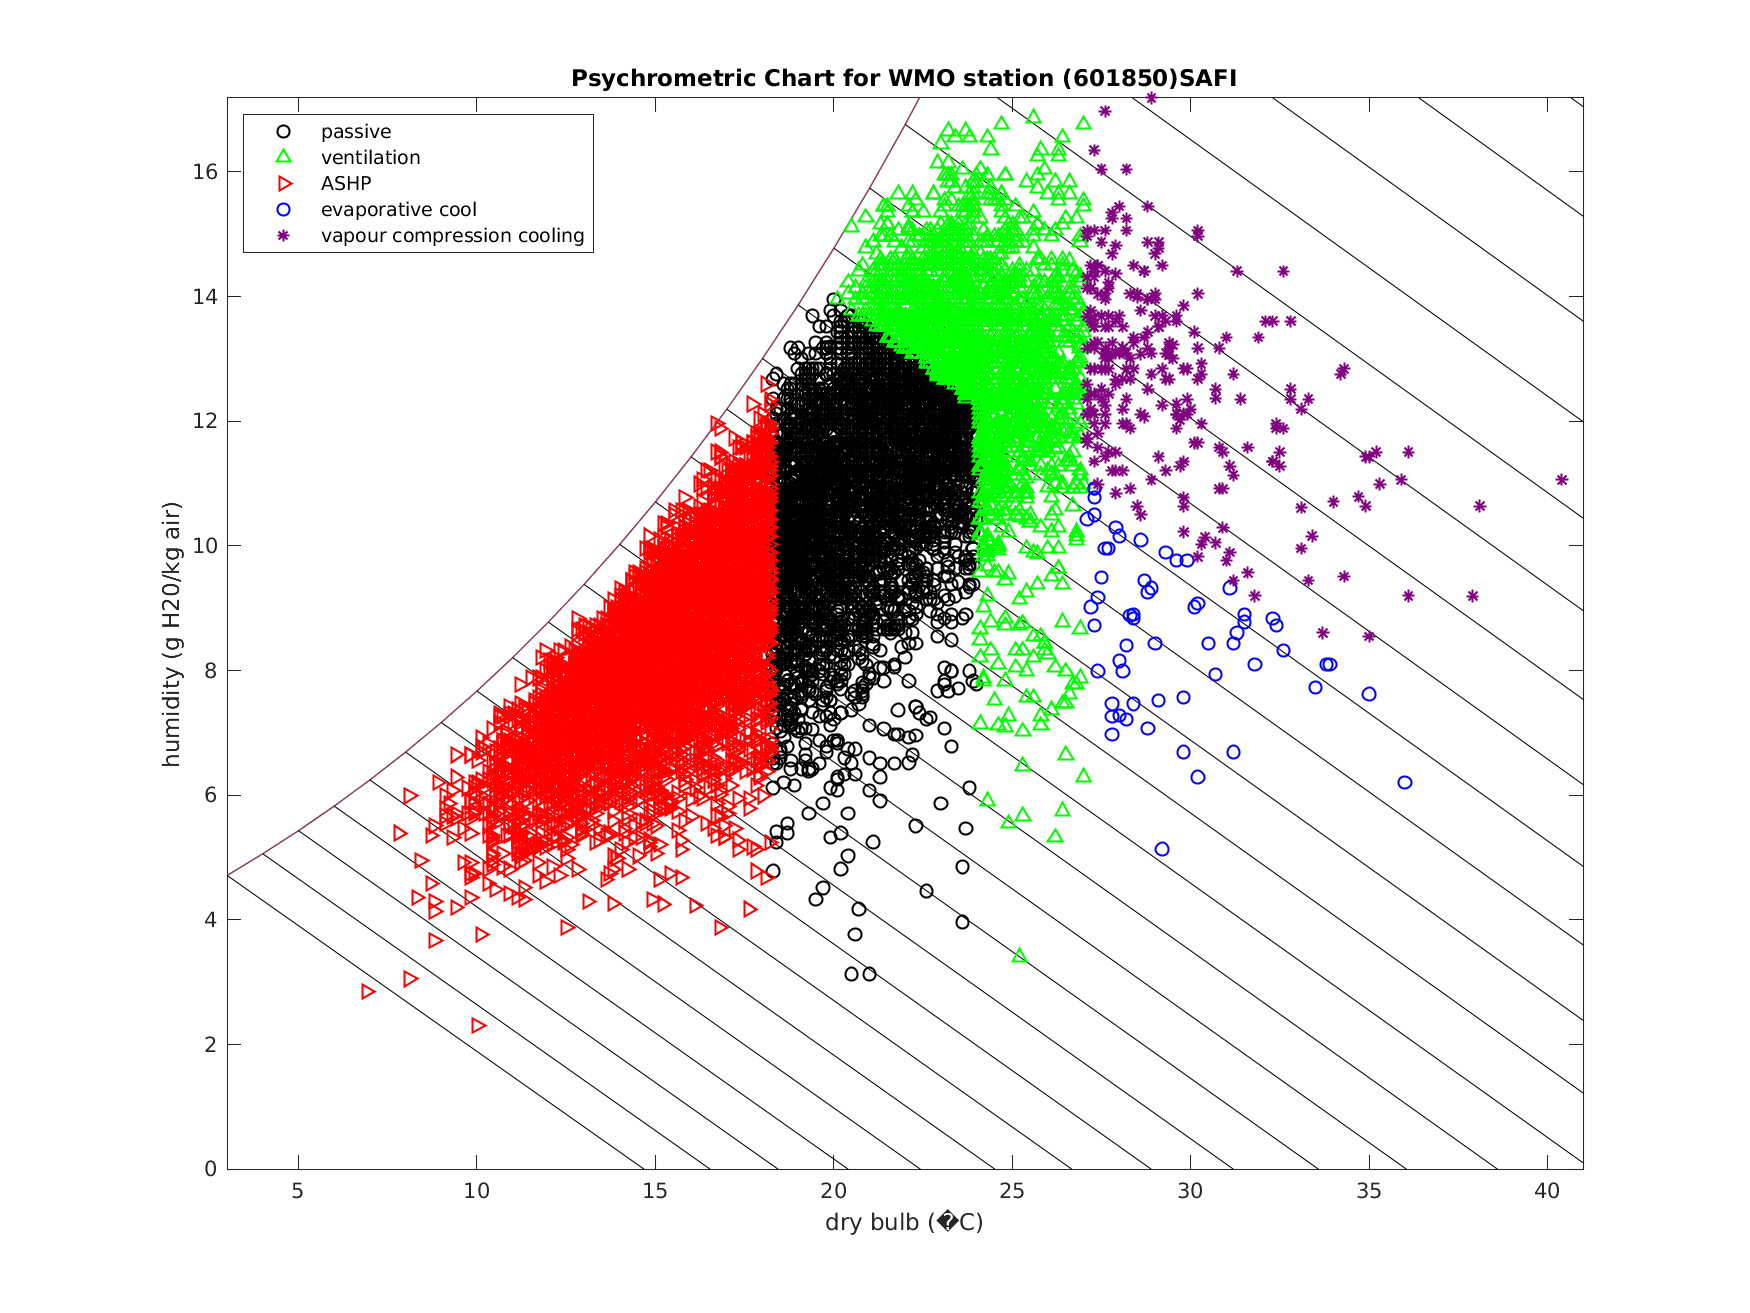 Psychrometric Chart for WMO station (601850)SAFI
passive
ventilation
ASHP
evaporative cool
vapour compression cooling
humidity (g H20/kg air)
16
14
12
10
8
6
4
2
0
5 10 15 20 25 30 35 40
dry bulb (�C)